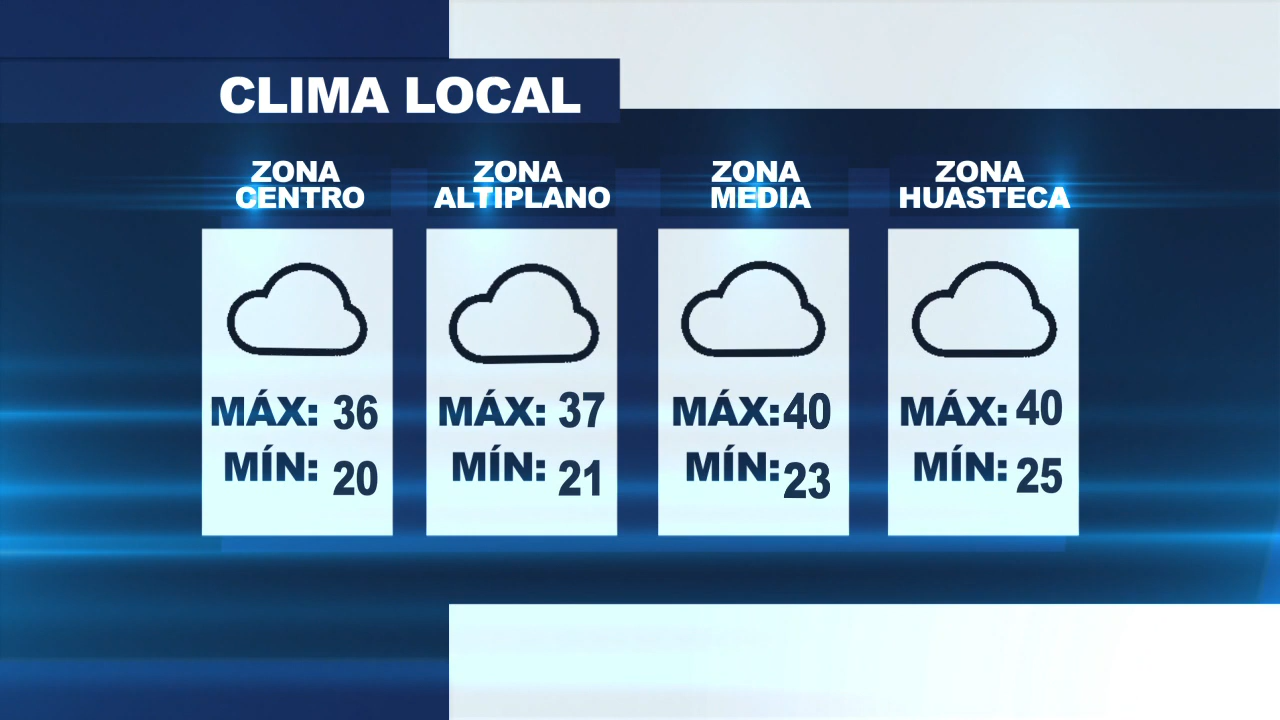 CLIMA LOCAL
ZONA
CENTRO
MÁX: 36
MÍN: 20
ZONA
ALTIPLANO
MÁX: 37
MÍN: 21
ZONA
MEDIA
MÁX: 40
MÍN: 23
ZONA
HUASTECA
MÁX: 40
MÍN: 25